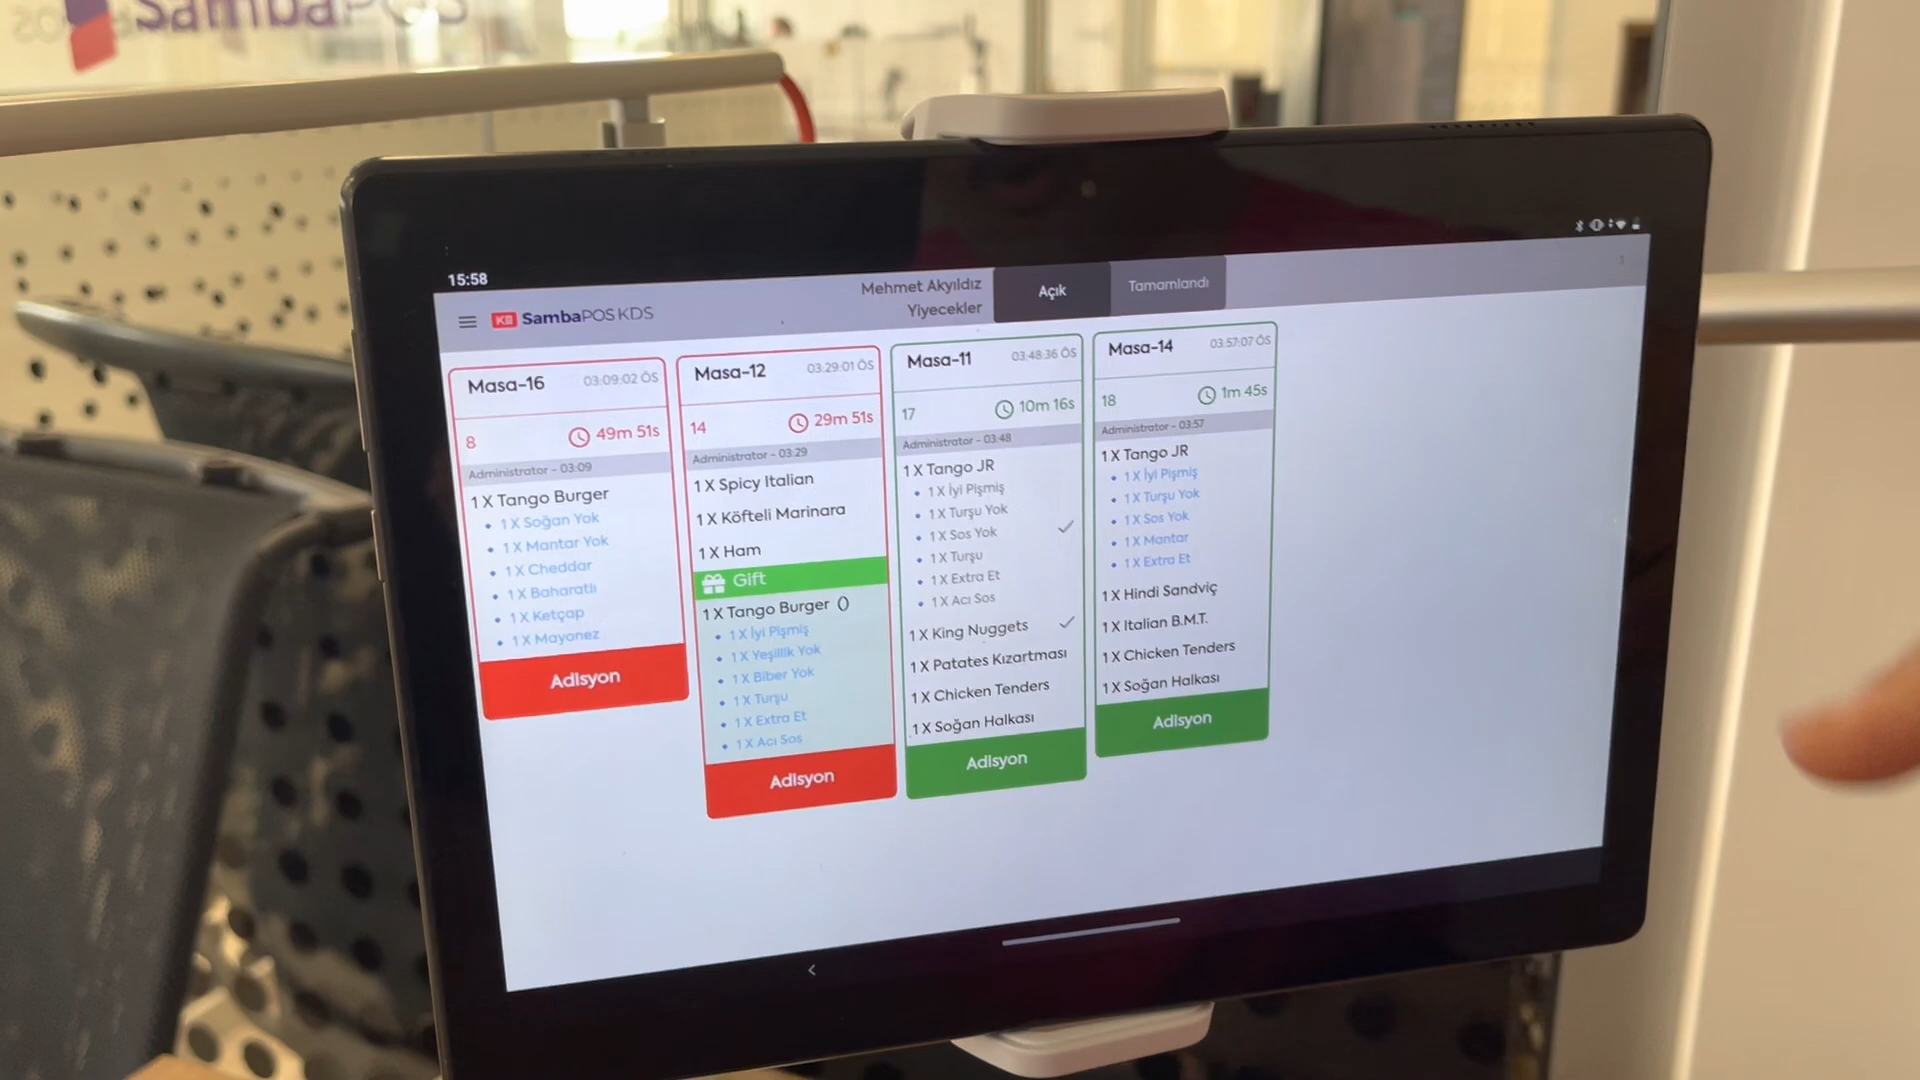 SambaPOS
15:58
KDS SambaPOS KDS
Mehmet Akyıldız
Yiyecekler
Açık
Tamamlandı
1
Masa-16 03:09:02 ÖS
8 49m 51s
Administrator - 03:09
1 X Tango Burger
• 1 X Soğan Yok
• 1 X Mantar Yok
• 1 X Cheddar
• 1 X Baharatlı
• 1 X Ketçap
• 1 X Mayonez
Adisyon
Masa-12 03:29:01 ÖS
14 29m 51s
Administrator - 03:29
1 X Spicy Italian
1 X Köfteli Marinara
1 X Ham
Gift
1 X Tango Burger ()
• 1 X İyi Pişmiş
• 1 X Yeşillik Yok
• 1 X Biber Yok
• 1 X Turşu
• 1 X Extra Et
• 1 X Acı Sos
Adisyon
Masa-11 03:48:36 ÖS
17 10m 16s
Administrator - 03:48
1 X Tango JR
• 1 X İyi Pişmiş
• 1 X Turşu Yok
• 1 X Sos Yok
• 1 X Turşu
• 1 X Extra Et
• 1 X Acı Sos
1 X King Nuggets
1 X Patates Kızartması
1 X Chicken Tenders
1 X Soğan Halkası
Adisyon
Masa-14 03:57:07 ÖS
18 1m 45s
Administrator - 03:57
1 X Tango JR
• 1 X İyi Pişmiş
• 1 X Turşu Yok
• 1 X Sos Yok
• 1 X Mantar
• 1 X Extra Et
1 X Hindi Sandviç
1 X Italian B.M.T.
1 X Chicken Tenders
1 X Soğan Halkası
Adisyon